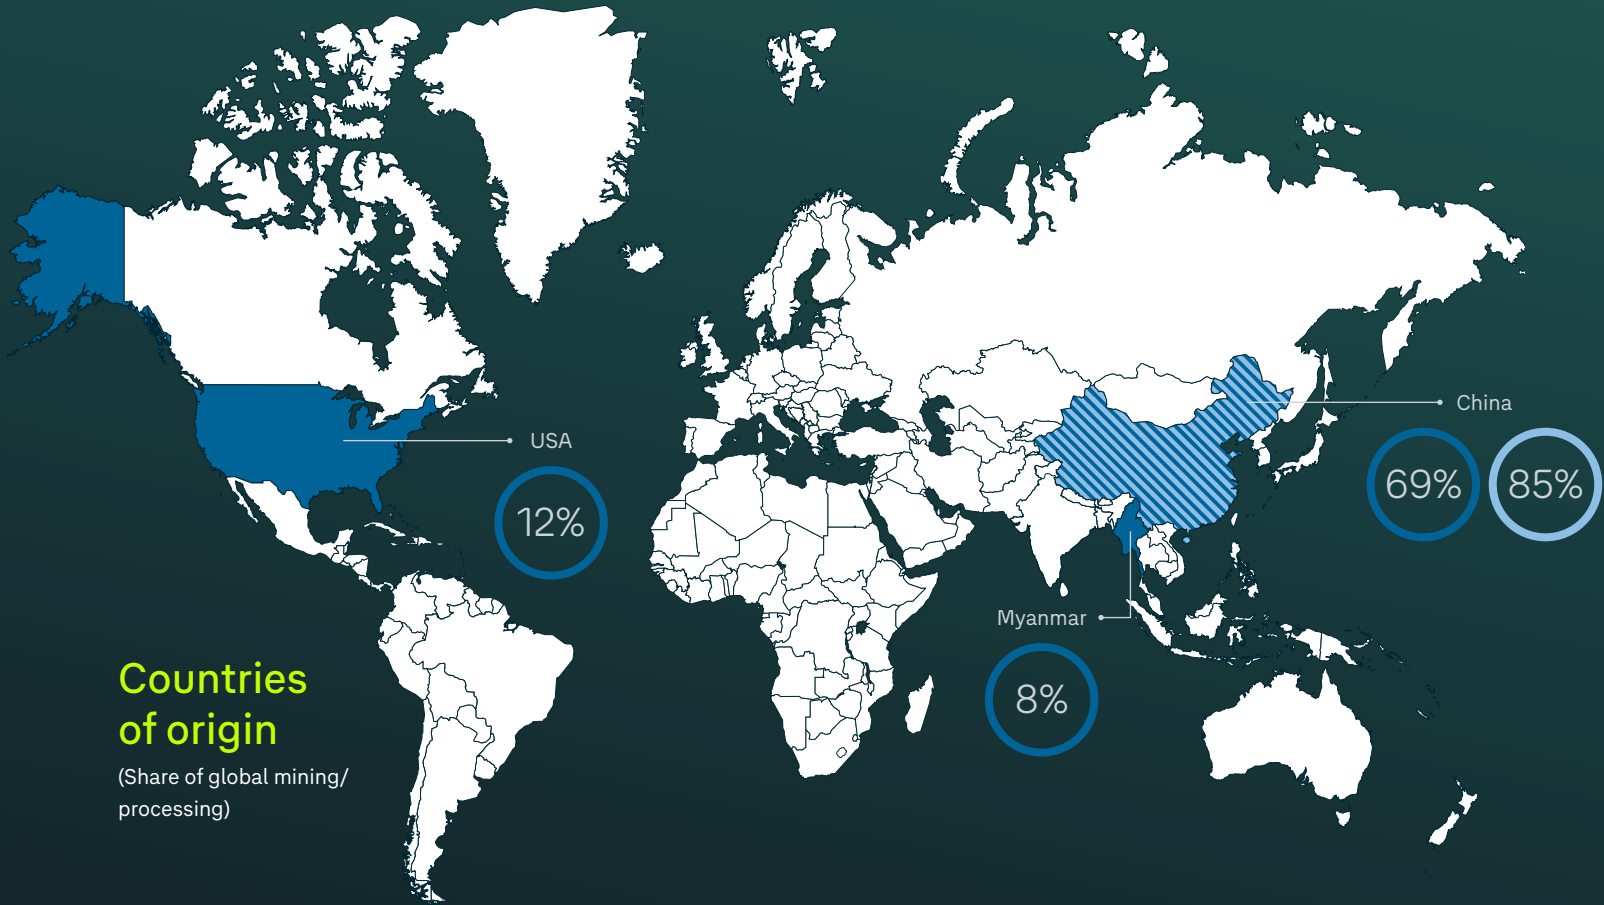 China
USA
69%
85%
12%
Myanmar
8%
Countries
of origin
(Share of global mining/
processing)